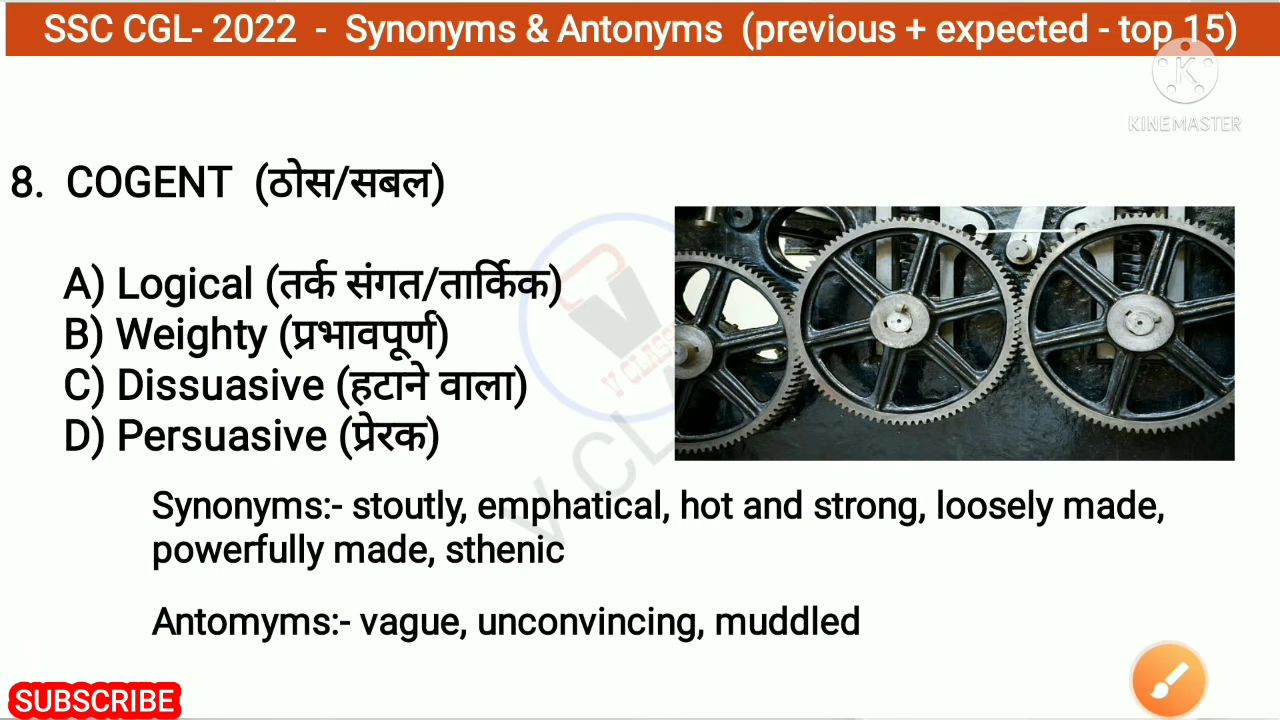 SSC CGL- 2022 - Synonyms & Antonyms (previous + expected - top 15)
K
KINEMASTER
8. COGENT (ठोस/सबल)
A) Logical (तर्क संगत/तार्किक)
B) Weighty (प्रभावपूर्ण)
C) Dissuasive (हटाने वाला)
D) Persuasive (प्रेरक)
V CLASS
Synonyms:- stoutly, emphatical, hot and strong, loosely made,
powerfully made, sthenic
Antomyms:- vague, unconvincing, muddled
SUBSCRIBE